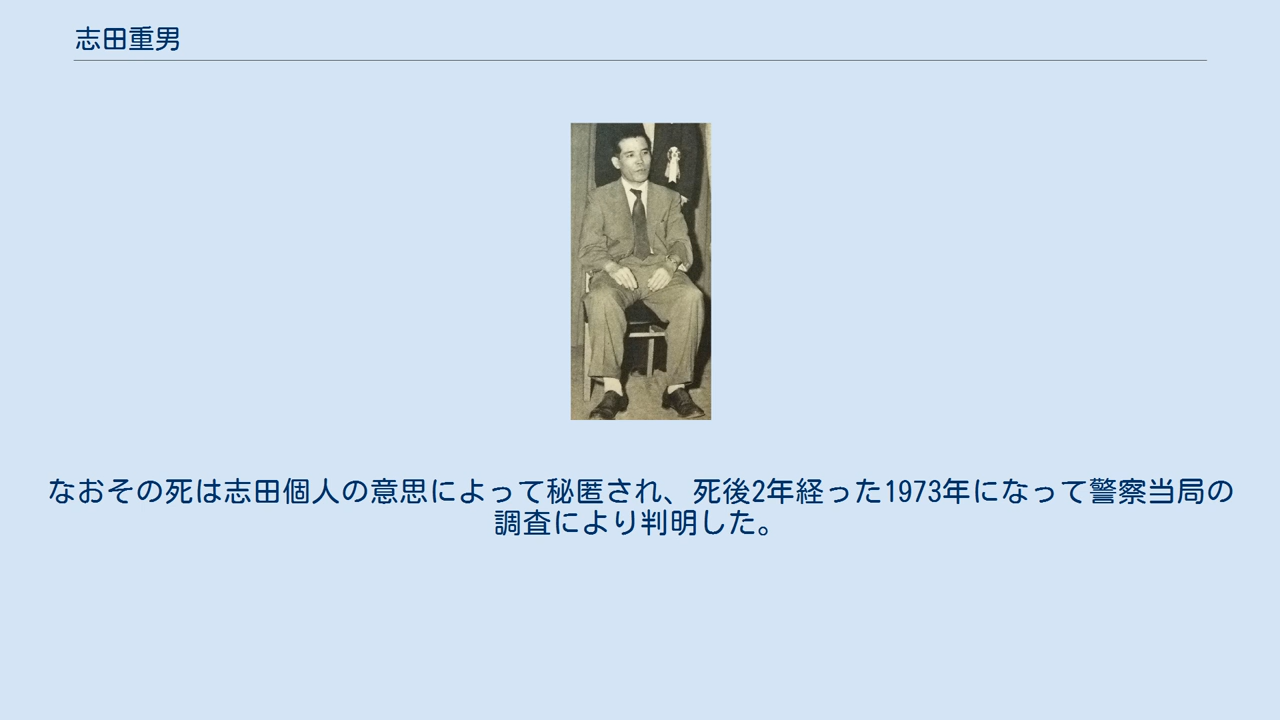 志田重男
なおその死は志田個人の意思によって秘匿され、死後2年経った1973年になって警察当局の
調査により判明した。